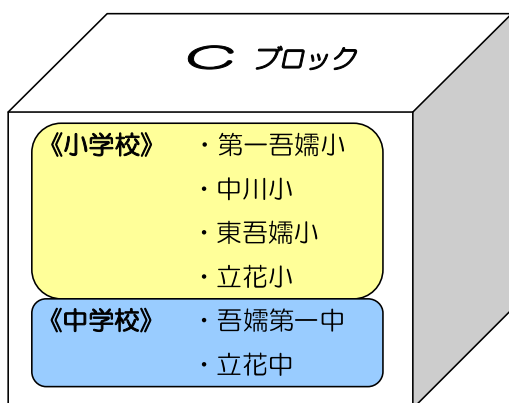 C ブロック
《小学校》 ・第一吾嬬小
・中川小
・東吾嬬小
・立花小
《中学校》 ・吾嬬第一中
・立花中